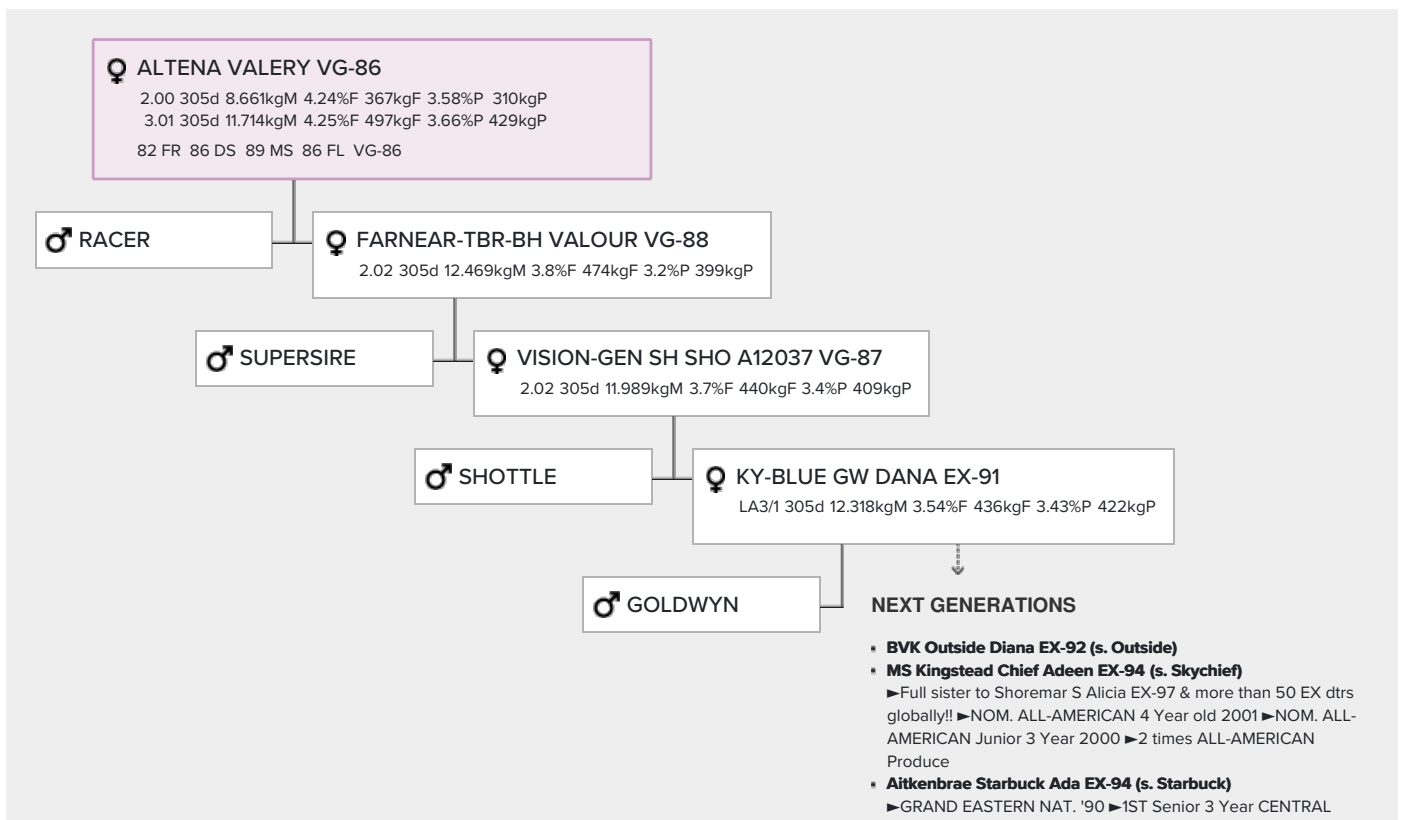 ALTENA VALERY VG-86
2.00 305d 8.661kgM 4.24%F 367kgF 3.58%P 310kgP
3.01 305d 11.714kgM 4.25%F 497kgF 3.66%P 429kgP
82 FR 86 DS 89 MS 86 FL VG-86
RACER
FARNEAR-TBR-BH VALOUR VG-88
2.02 305d 12.469kgM 3.8%F 474kgF 3.2%P 399kgP
SUPERSIRE
VISION-GEN SH SHO A12037 VG-87
2.02 305d 11.989kgM 3.7%F 440kgF 3.4%P 409kgP
SHOTTLE
KY-BLUE GW DANA EX-91
LA3/1 305d 12.318kgM 3.54%F 436kgF 3.43%P 422kgP
GOLDWYN
NEXT GENERATIONS
BVK Outside Diana EX-92 (s. Outside)
MS Kingstead Chief Adeen EX-94 (s. Skychief)
►Full sister to Shoremar S Alicia EX-97 & more than 50 EX dtrs
globally!! ►NOM. ALL-AMERICAN 4 Year old 2001 ►NOM. ALL-
AMERICAN Junior 3 Year 2000 ►2 times ALL-AMERICAN
Produce
Aitkenbrae Starbuck Ada EX-94 (s. Starbuck)
►GRAND EASTERN NAT. '90 ►1ST Senior 3 Year CENTRAL